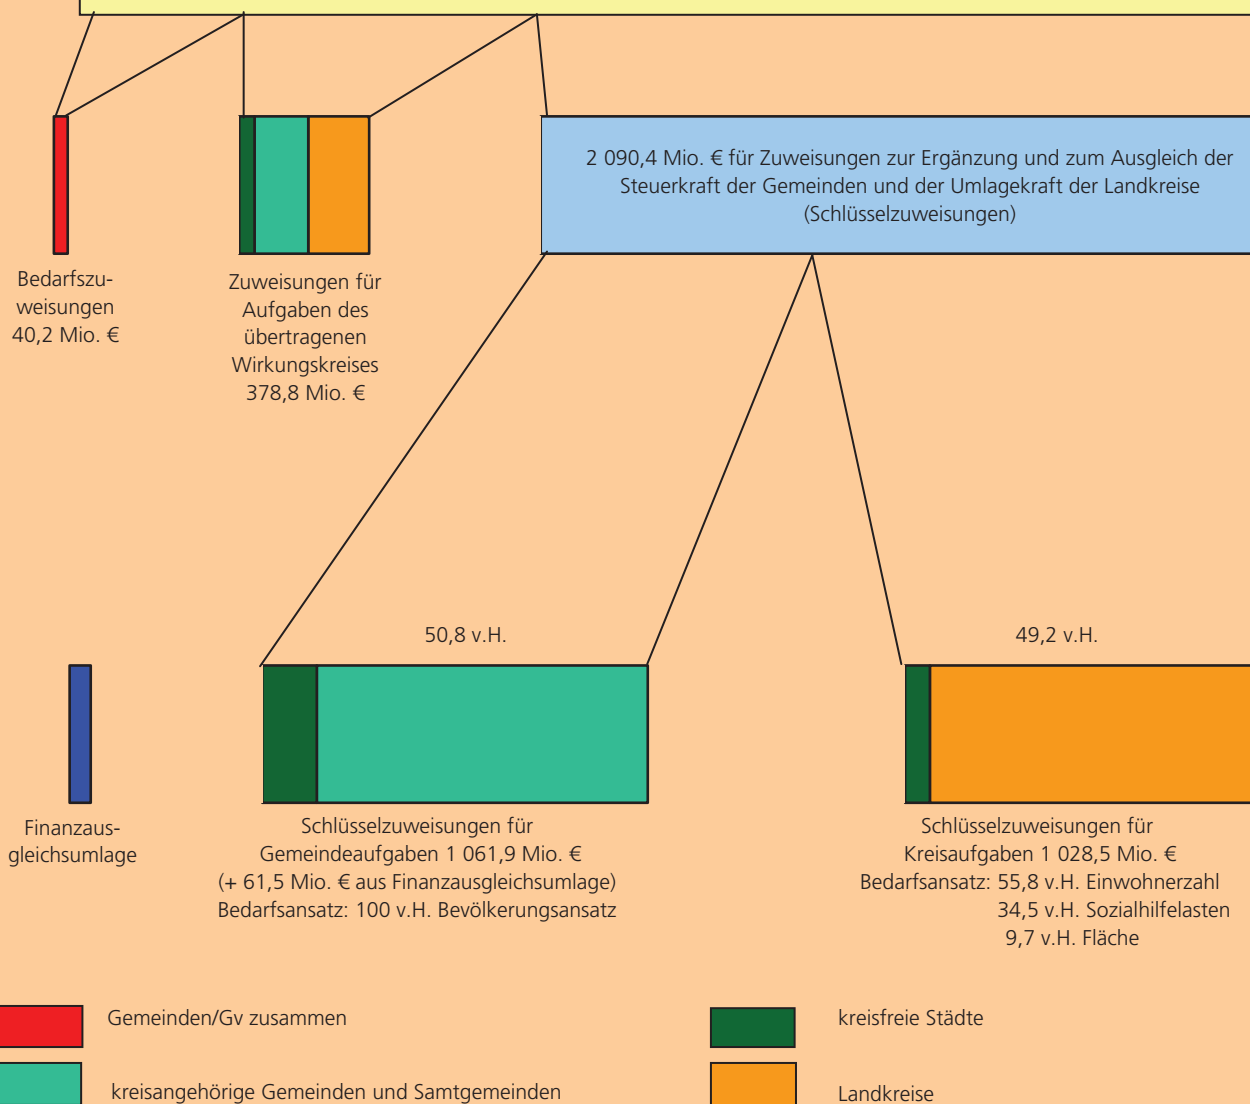 2 090,4 Mio. € für Zuweisungen zur Ergänzung und zum Ausgleich der
Steuerkraft der Gemeinden und der Umlagekraft der Landkreise
(Schlüsselzuweisungen)
Bedarfszu-
weisungen
40,2 Mio. €
Zuweisungen für
Aufgaben des
übertragenen
Wirkungskreises
378,8 Mio. €
50,8 v.H.
49,2 v.H.
Finanzaus-
gleichsumlage
Schlüsselzuweisungen für
Gemeindeaufgaben 1 061,9 Mio. €
(+ 61,5 Mio. € aus Finanzausgleichsumlage)
Bedarfsansatz: 100 v.H. Bevölkerungsansatz
Schlüsselzuweisungen für
Kreisaufgaben 1 028,5 Mio. €
Bedarfsansatz: 55,8 v.H. Einwohnerzahl
34,5 v.H. Sozialhilfelasten
9,7 v.H. Fläche
Gemeinden/Gv zusammen
kreisfreie Städte
kreisangehörige Gemeinden und Samtgemeinden
Landkreise